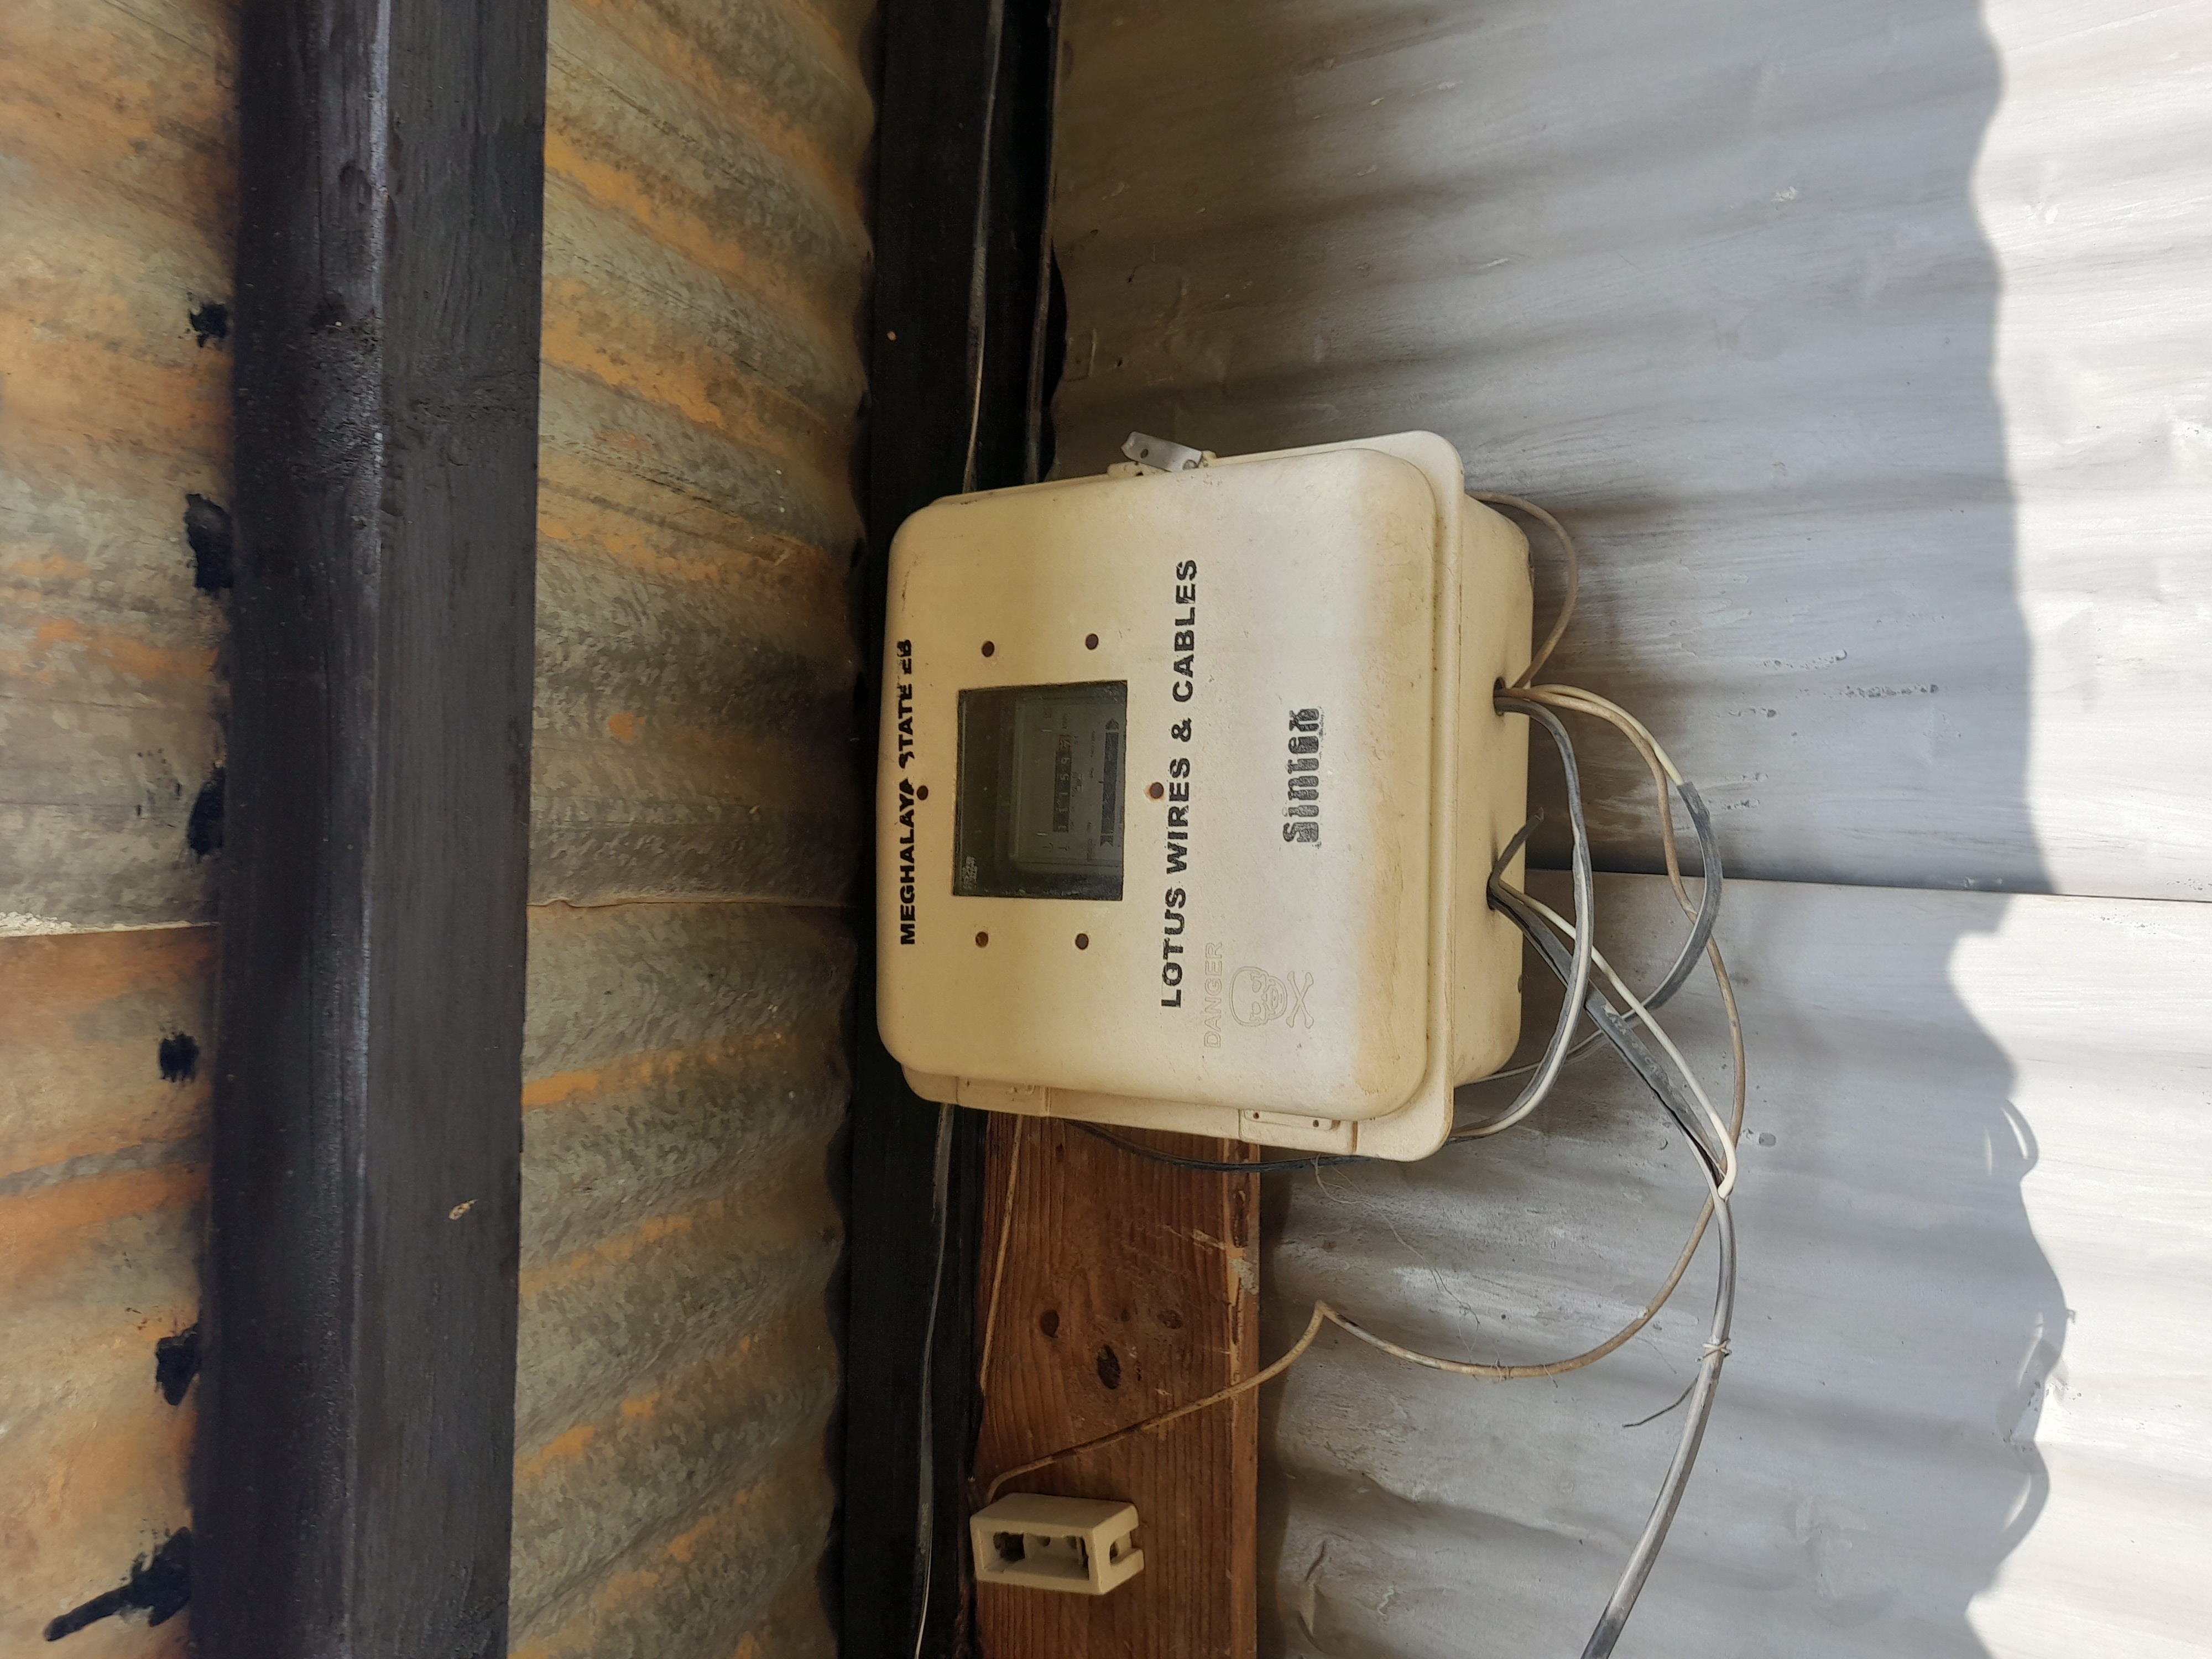 MEGHALAYA STATE EB
LOTUS WIRES & CABLES
DANGER
Sintex